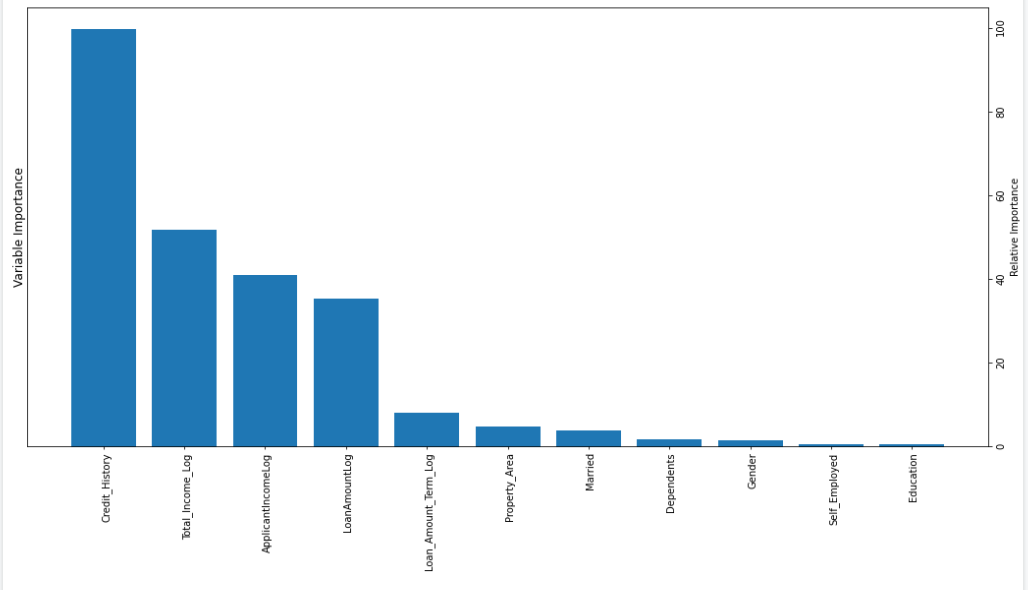 Variable Importance
100
80
60
40
20
0
Relative Importance
Credit_History
Total_Income_Log
ApplicantIncomeLog
LoanAmountLog
Loan_Amount_Term_Log
Property_Area
Married
Dependents
Gender
Self_Employed
Education